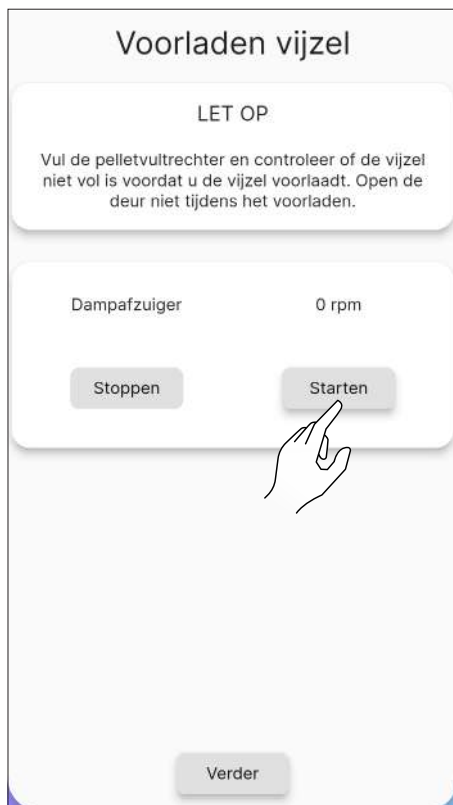 Voorladen vijzel
LET OP
Vul de pelletvultrechter en controleer of de vijzel
niet vol is voordat u de vijzel voorlaadt. Open de
deur niet tijdens het voorladen.
Dampafzuiger 0 rpm
Stoppen Starten
Verder